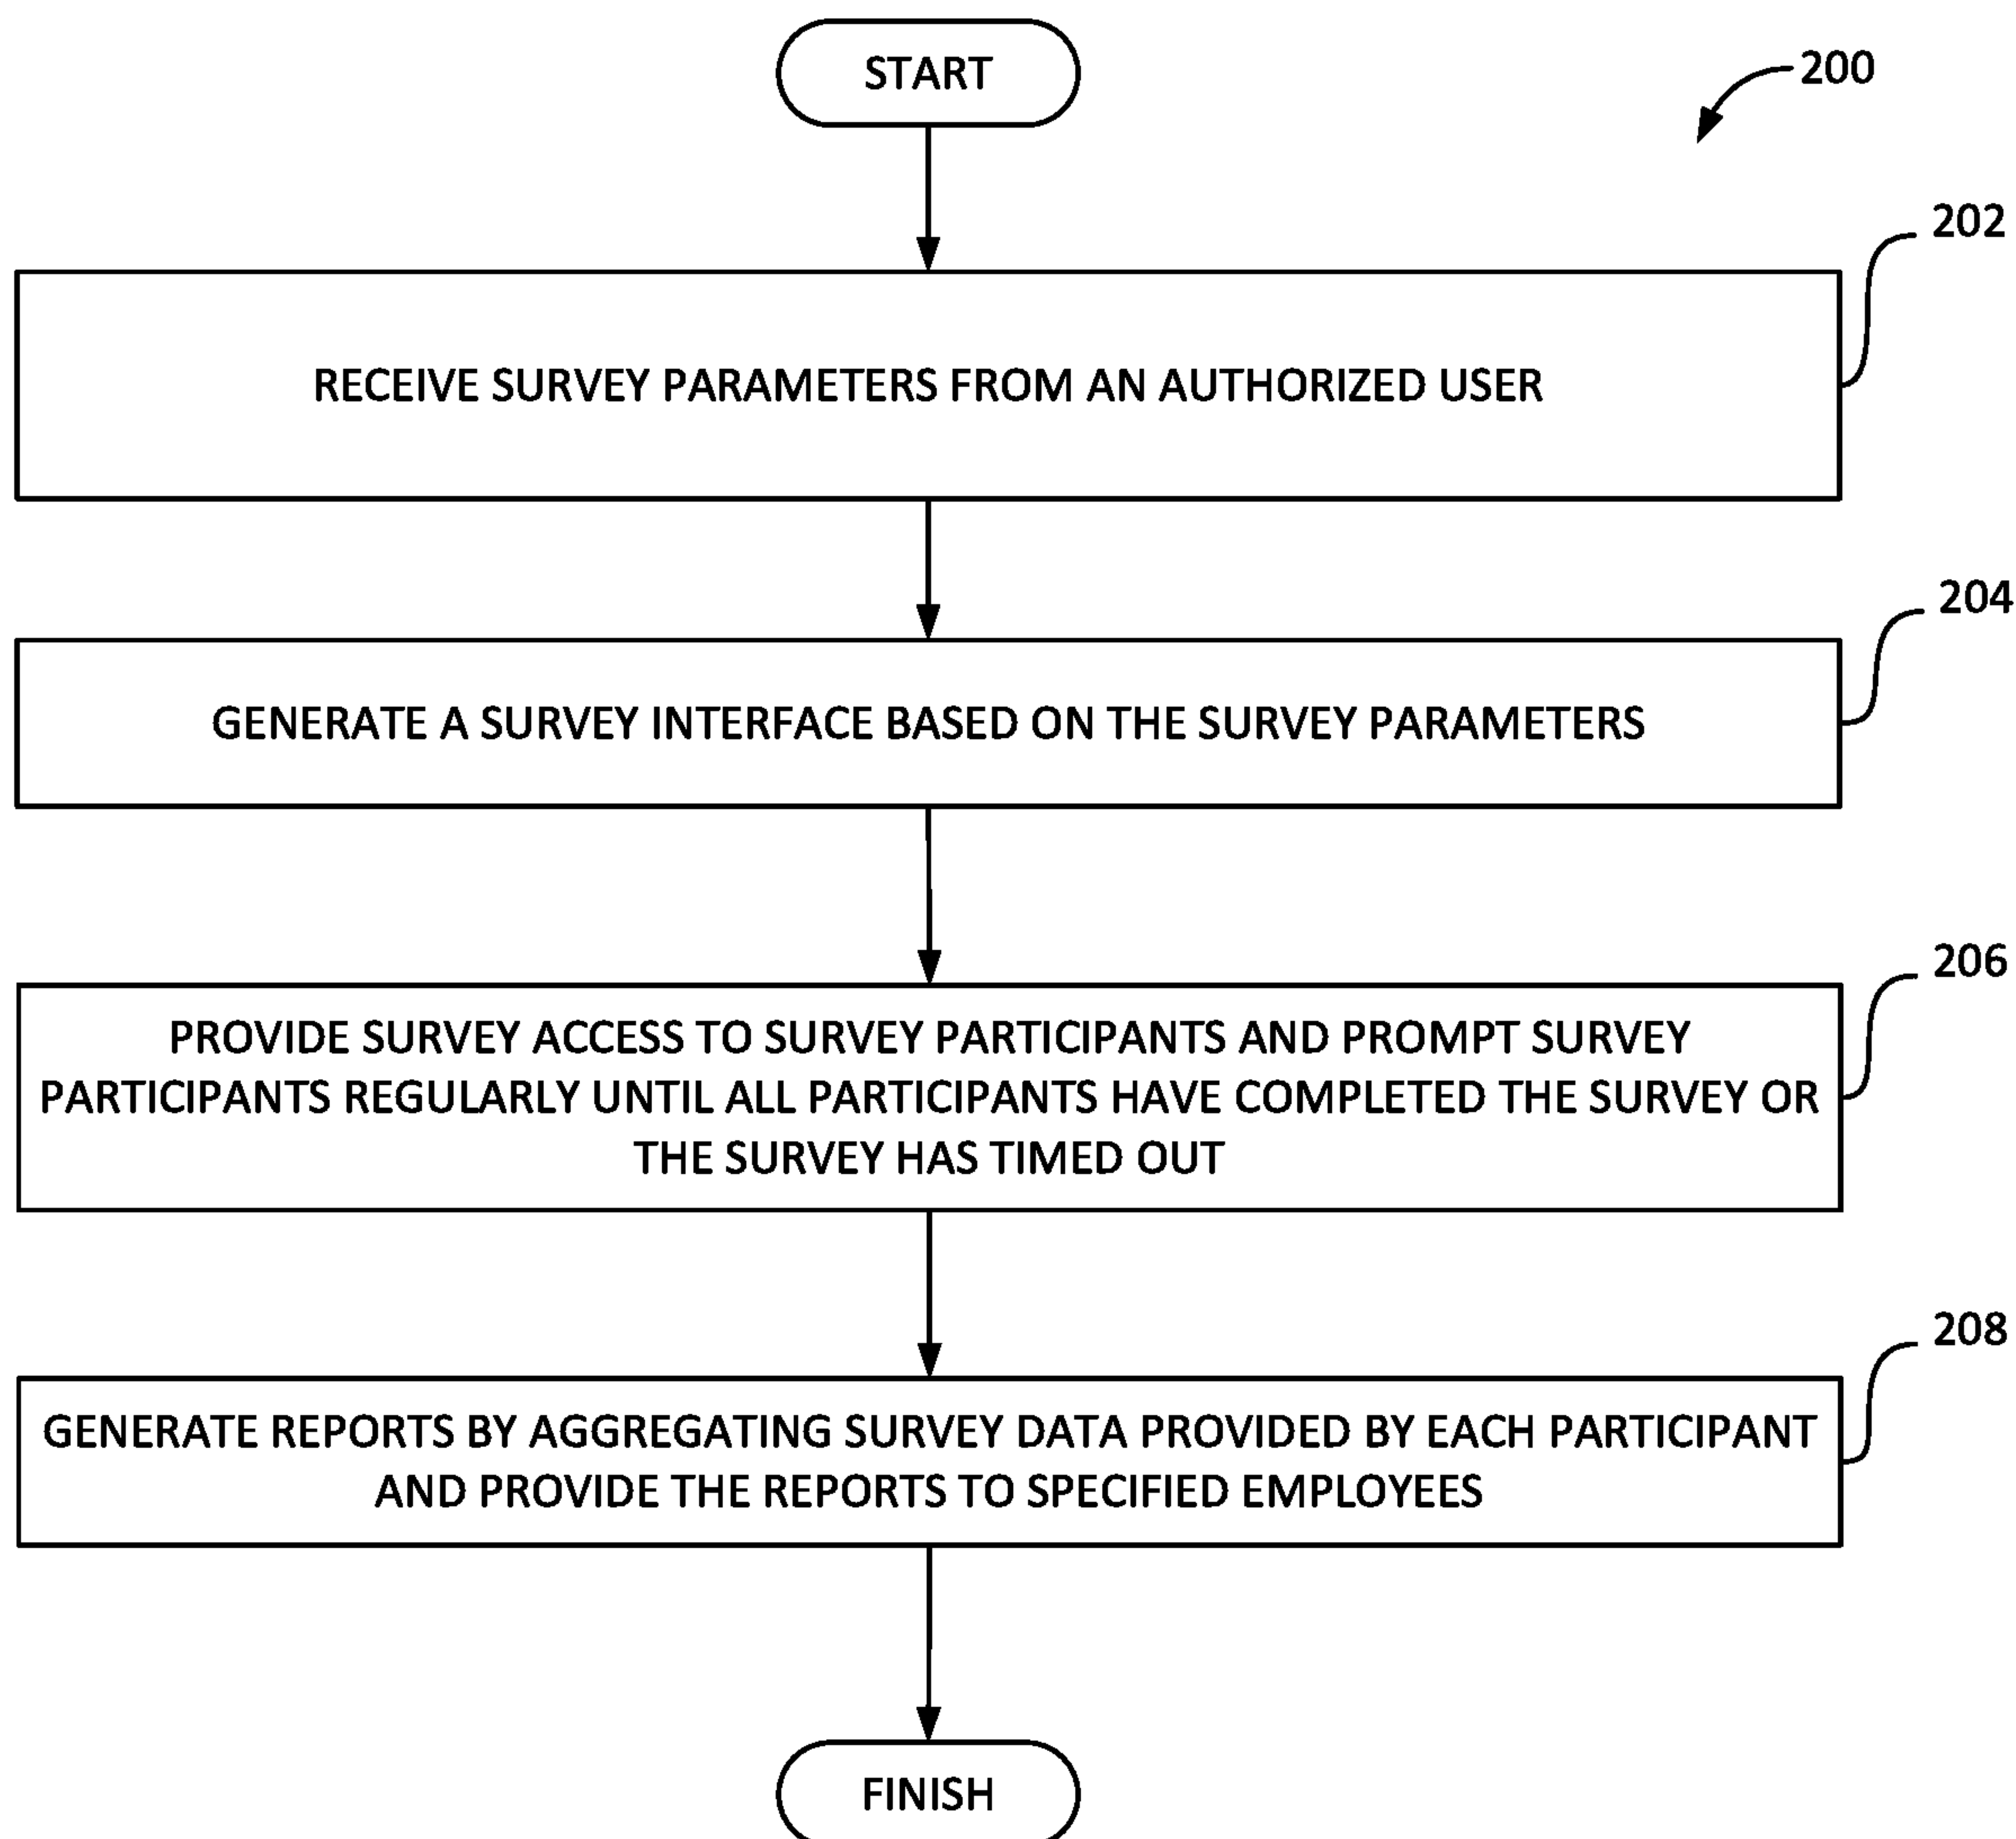 START
200
202
RECEIVE SURVEY PARAMETERS FROM AN AUTHORIZED USER
204
GENERATE A SURVEY INTERFACE BASED ON THE SURVEY PARAMETERS
206
PROVIDE SURVEY ACCESS TO SURVEY PARTICIPANTS AND PROMPT SURVEY
PARTICIPANTS REGULARLY UNTIL ALL PARTICIPANTS HAVE COMPLETED THE SURVEY OR
THE SURVEY HAS TIMED OUT
208
GENERATE REPORTS BY AGGREGATING SURVEY DATA PROVIDED BY EACH PARTICIPANT
AND PROVIDE THE REPORTS TO SPECIFIED EMPLOYEES
FINISH